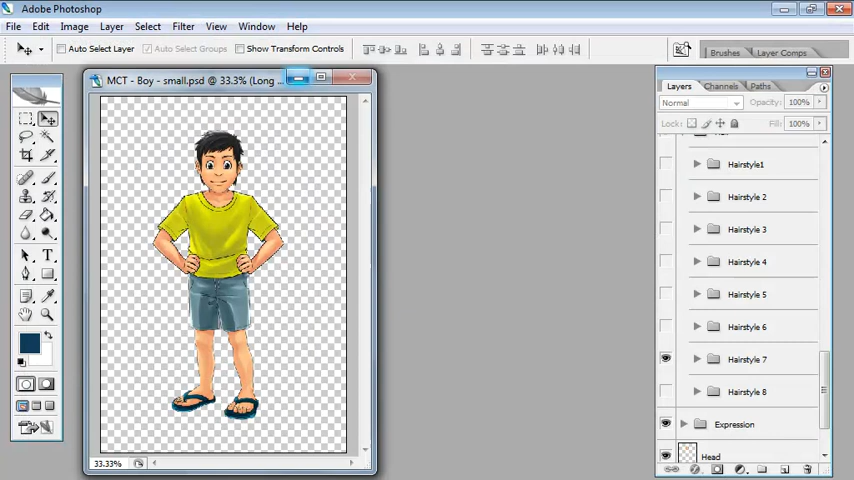 Adobe Photoshop
File Edit Image Layer Select Filter View Window Help
Auto Select Layer Auto Select Groups Show Transform Controls Brushes Layer Comps
MCT - Boy - small.psd @ 33.3% (Long ...
Layers Channels Paths
Normal Opacity: 100%
Lock: Fill: 100%
Hairstyle1
Hairstyle 2
Hairstyle 3
Hairstyle 4
Hairstyle 5
Hairstyle 6
Hairstyle 7
Hairstyle 8
Expression
Head
33.33%